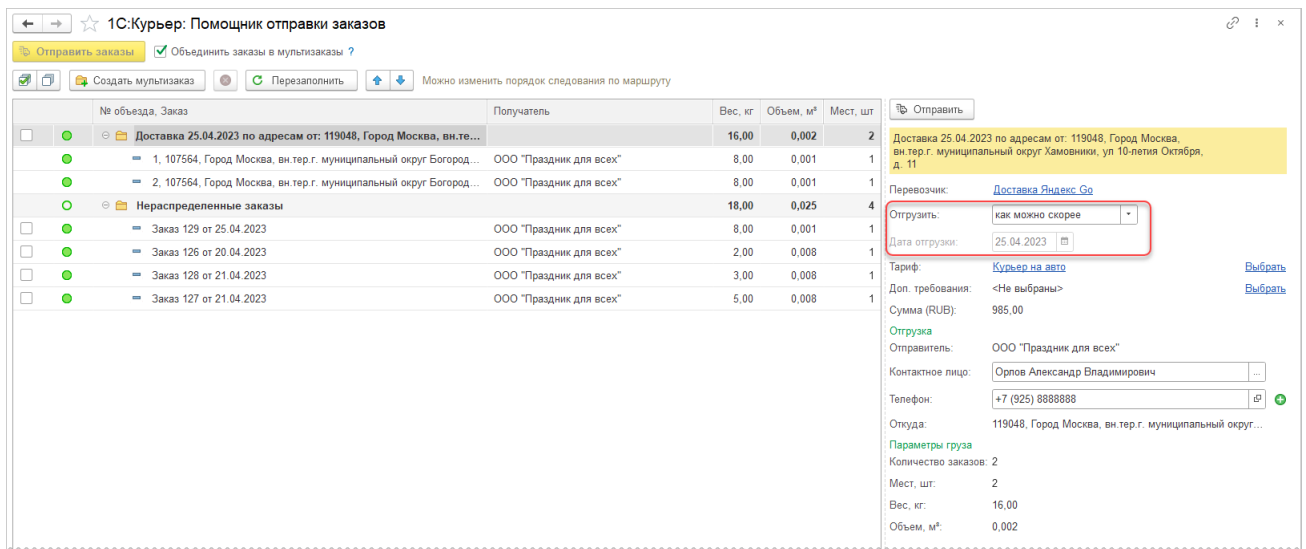 1С:Курьер: Помощник отправки заказов
Отправить заказы Объединить заказы в мультизаказы ?
Создать мультизаказ Перезаполнить Можно изменить порядок следования по маршруту
№ объезда, Заказ Получатель Вес, кг Объем, м³ Мест, шт
Доставка 25.04.2023 по адресам от: 119048, Город Москва, вн.те... 16,00 0,002 2
1, 107564, Город Москва, вн.тер.г. муниципальный округ Богород... ООО "Праздник для всех" 8,00 0,001 1
2, 107564, Город Москва, вн.тер.г. муниципальный округ Богород... ООО "Праздник для всех" 8,00 0,001 1
Нераспределенные заказы 18,00 0,025 4
Заказ 129 от 25.04.2023 ООО "Праздник для всех" 8,00 0,001 1
Заказ 126 от 20.04.2023 ООО "Праздник для всех" 2,00 0,008 1
Заказ 128 от 21.04.2023 ООО "Праздник для всех" 3,00 0,008 1
Заказ 127 от 21.04.2023 ООО "Праздник для всех" 5,00 0,008 1
Отправить
Доставка 25.04.2023 по адресам от: 119048, Город Москва,
вн.тер.г. муниципальный округ Хамовники, ул 10-летия Октября,
д. 11
Перевозчик: Доставка Яндекс Go
Отгрузить: как можно скорее
Дата отгрузки: 25.04.2023
Тариф: Курьер на авто Выбрать
Доп. требования: <Не выбраны> Выбрать
Сумма (RUB): 985,00
Отгрузка
Отправитель: ООО "Праздник для всех"
Контактное лицо: Орлов Александр Владимирович ...
Телефон: +7 (925) 8888888
Откуда: 119048, Город Москва, вн.тер.г. муниципальный округ...
Параметры груза
Количество заказов: 2
Мест, шт: 2
Вес, кг: 16,00
Объем, м³: 0,002